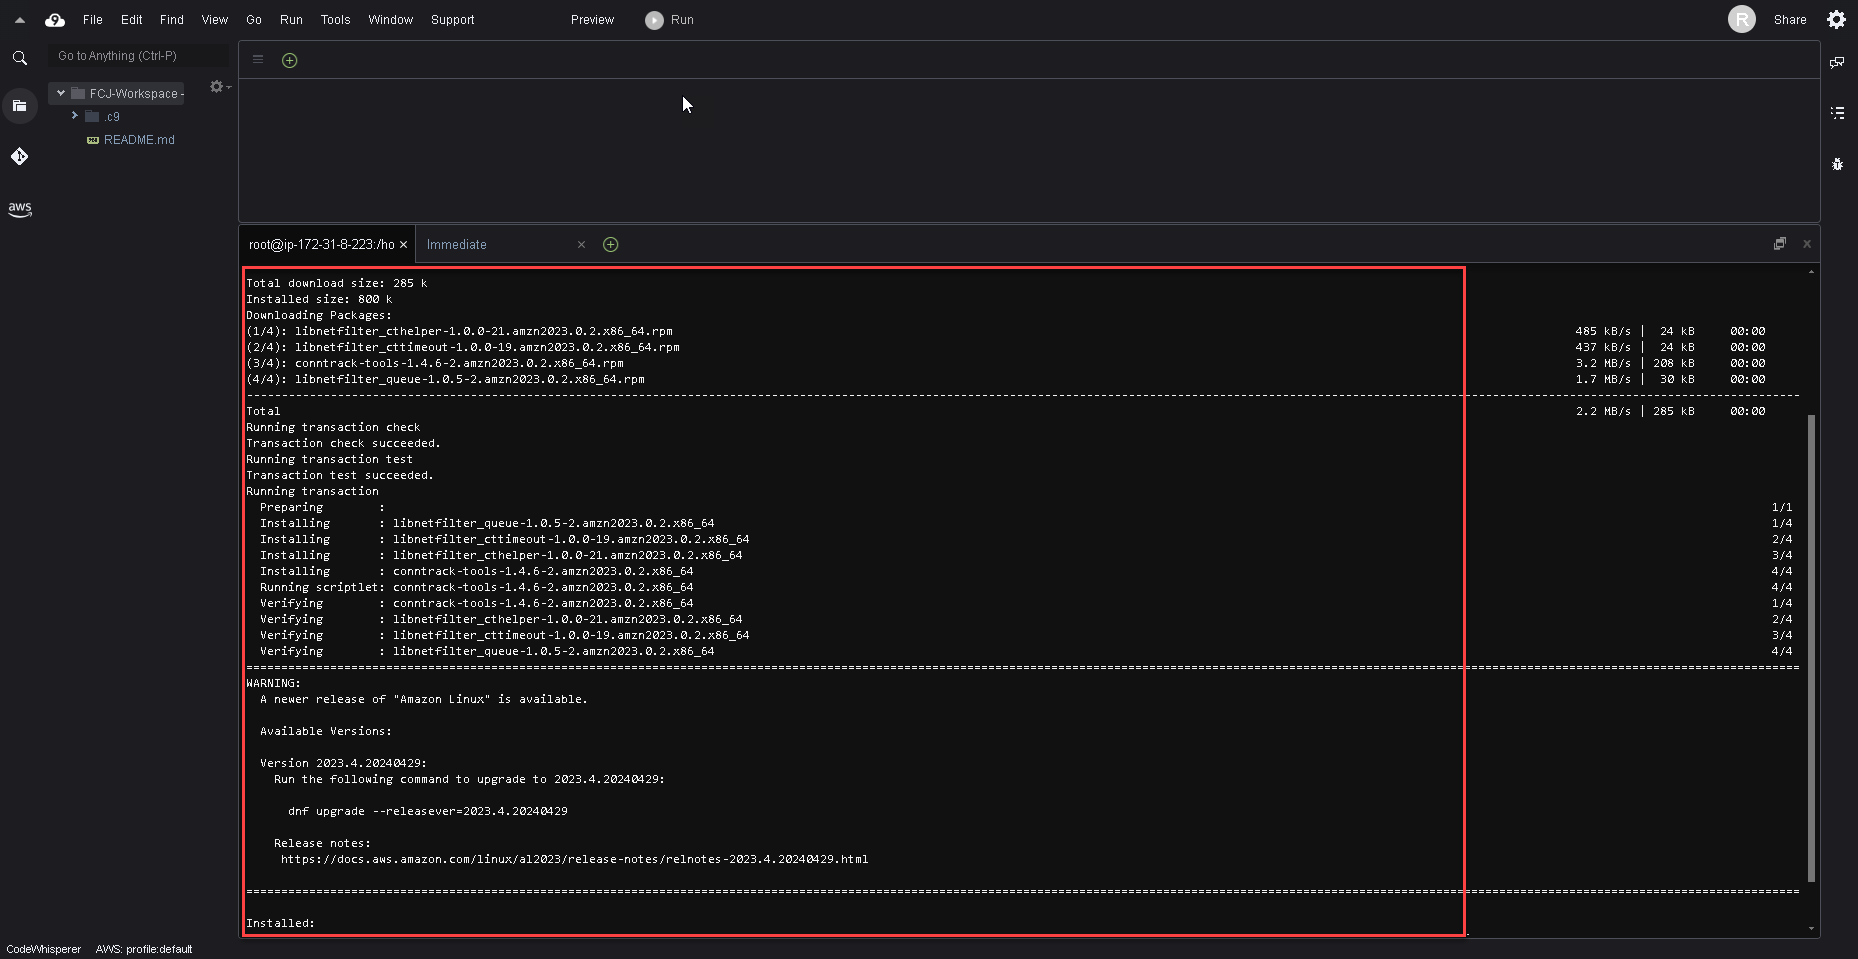 9 File Edit Find View Go Run Tools Window Support Preview Run R Share
Go to Anything (Ctrl-P)
FCJ-Workspace -
.c9
README.md
aws
root@ip-172-31-8-223:/ho × Immediate ×
Total download size: 285 k
Installed size: 800 k
Downloading Packages:
(1/4): libnetfilter_cthelper-1.0.0-21.amzn2023.0.2.x86_64.rpm 485 kB/s | 24 kB 00:00
(2/4): libnetfilter_cttimeout-1.0.0-19.amzn2023.0.2.x86_64.rpm 437 kB/s | 24 kB 00:00
(3/4): conntrack-tools-1.4.6-2.amzn2023.0.2.x86_64.rpm 3.2 MB/s | 208 kB 00:00
(4/4): libnetfilter_queue-1.0.5-2.amzn2023.0.2.x86_64.rpm 1.7 MB/s | 30 kB 00:00
Total 2.2 MB/s | 285 kB 00:00
Running transaction check
Transaction check succeeded.
Running transaction test
Transaction test succeeded.
Running transaction
Preparing : 1/1
Installing : libnetfilter_queue-1.0.5-2.amzn2023.0.2.x86_64 1/4
Installing : libnetfilter_cttimeout-1.0.0-19.amzn2023.0.2.x86_64 2/4
Installing : libnetfilter_cthelper-1.0.0-21.amzn2023.0.2.x86_64 3/4
Installing : conntrack-tools-1.4.6-2.amzn2023.0.2.x86_64 4/4
Running scriptlet: conntrack-tools-1.4.6-2.amzn2023.0.2.x86_64 4/4
Verifying : conntrack-tools-1.4.6-2.amzn2023.0.2.x86_64 1/4
Verifying : libnetfilter_cthelper-1.0.0-21.amzn2023.0.2.x86_64 2/4
Verifying : libnetfilter_cttimeout-1.0.0-19.amzn2023.0.2.x86_64 3/4
Verifying : libnetfilter_queue-1.0.5-2.amzn2023.0.2.x86_64 4/4
WARNING:
A newer release of "Amazon Linux" is available.
Available Versions:
Version 2023.4.20240429:
Run the following command to upgrade to 2023.4.20240429:
dnf upgrade --releasever=2023.4.20240429
Release notes:
https://docs.aws.amazon.com/linux/al2023/release-notes/relnotes-2023.4.20240429.html
Installed:
CodeWhisperer AWS: profile:default